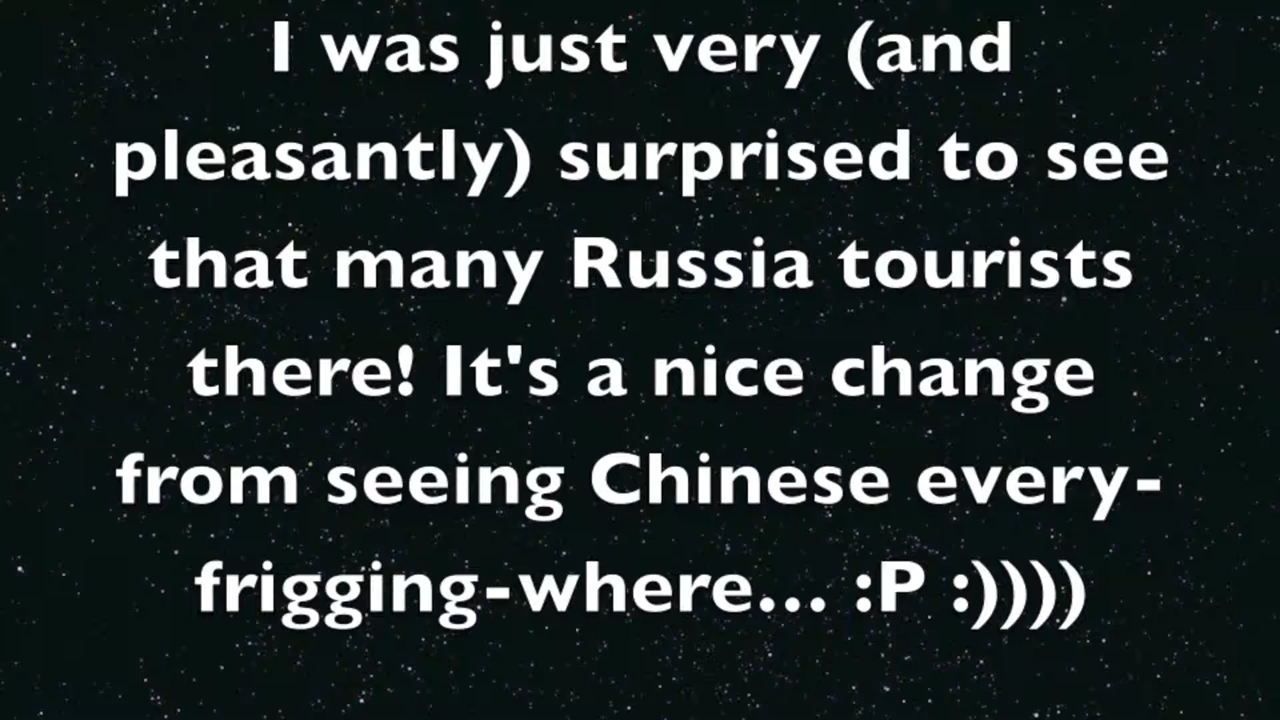 I was just very (and
pleasantly) surprised to see
that many Russia tourists
there! It's a nice change
from seeing Chinese every-
frigging-where... :P :))))